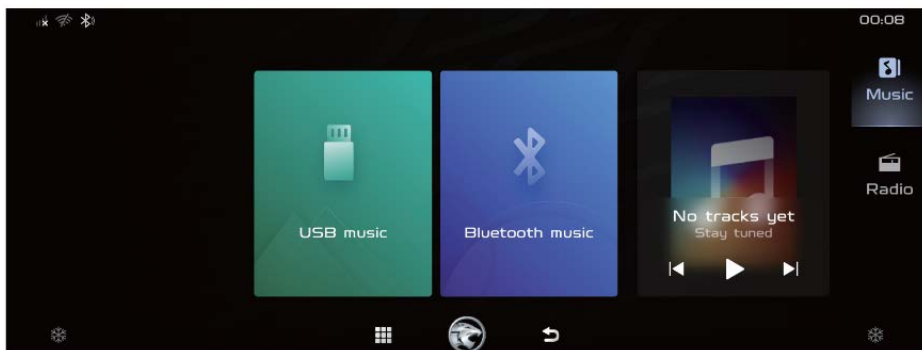 00:08
Music
Radio
USB music
Bluetooth music
No tracks yet
Stay tuned